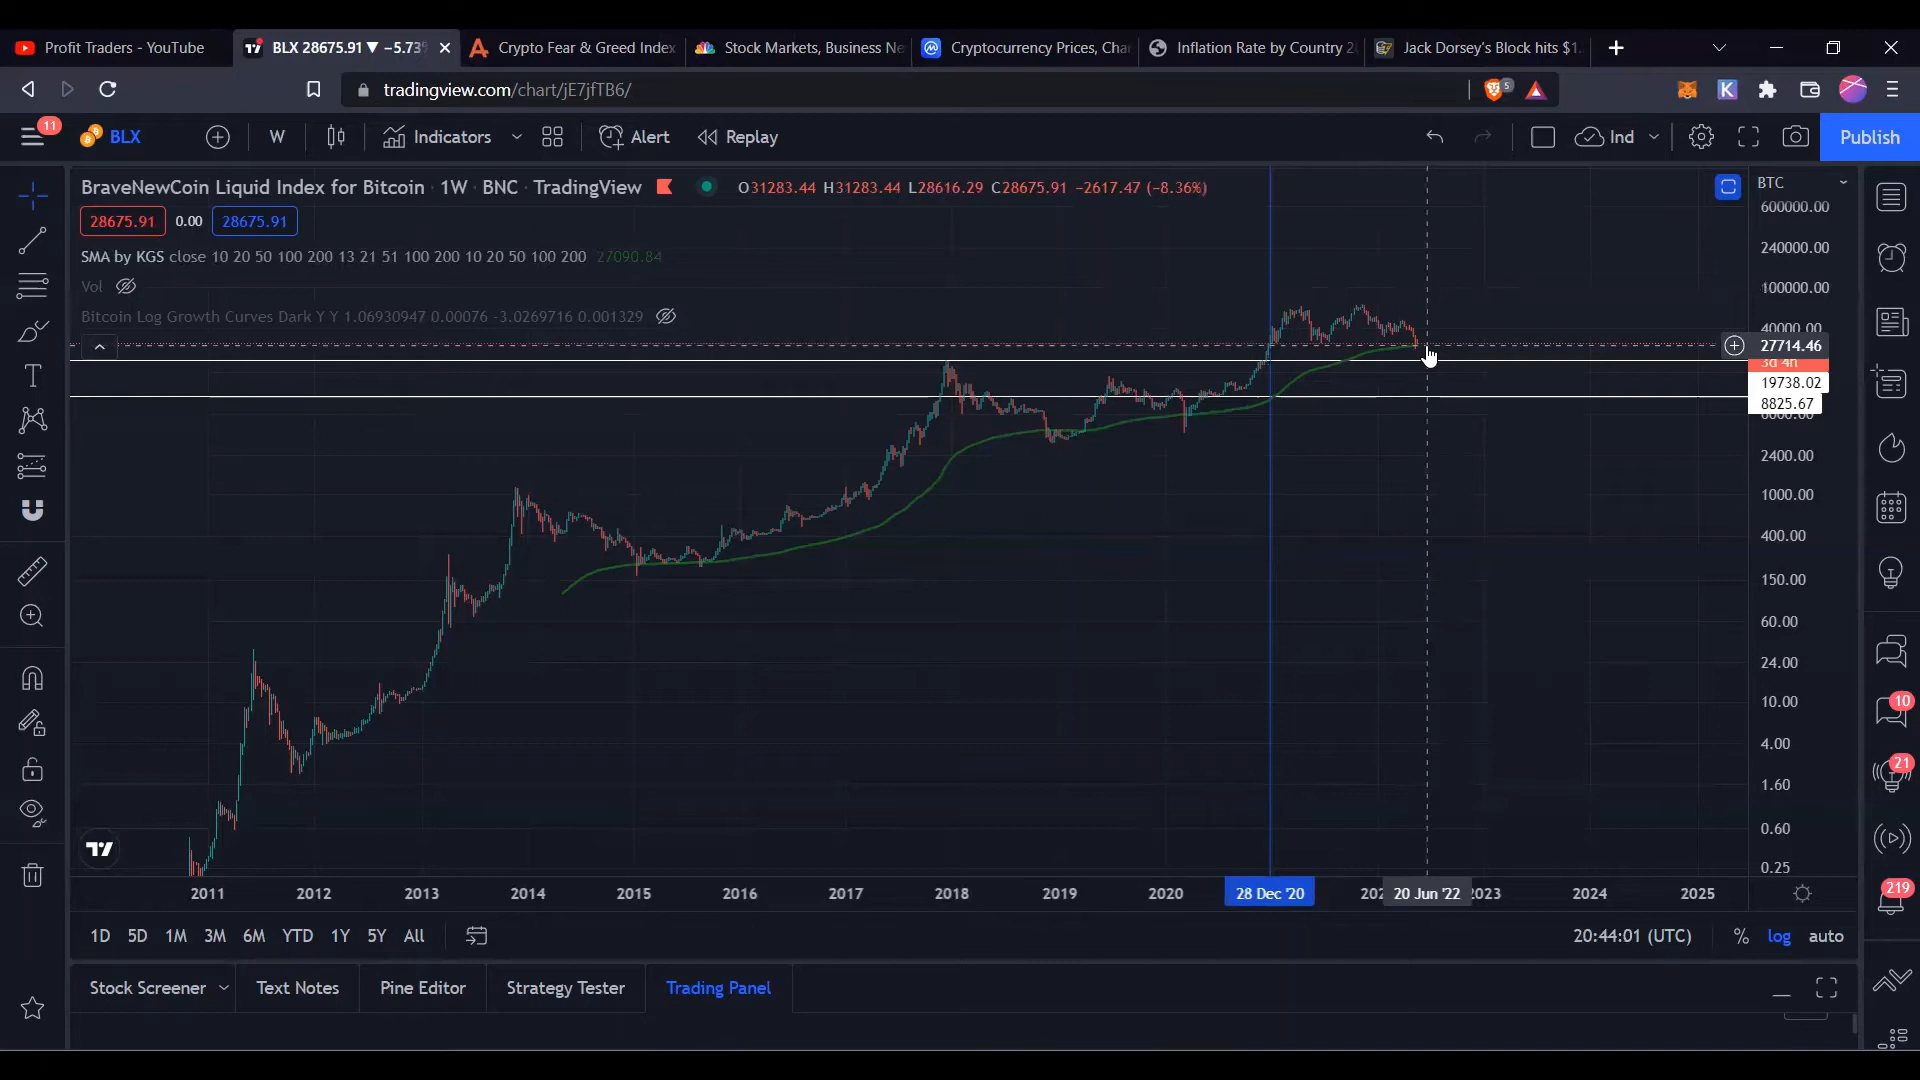 Profit Traders - YouTube
BLX 28675.91 ▼ −5.73%
Crypto Fear & Greed Index
Stock Markets, Business Ne
Cryptocurrency Prices, Cha
Inflation Rate by Country 2
Jack Dorsey's Block hits $1.
tradingview.com/chart/jE7jfTB6/
5
11
BLX
W
Indicators
Alert
Replay
Ind
Publish
BraveNewCoin Liquid Index for Bitcoin · 1W · BNC · TradingView
O31283.44 H31283.44 L28616.29 C28675.91 −2617.47 (−8.36%)
BTC
28675.91
0.00
28675.91
SMA by KGS close 10 20 50 100 200 13 21 51 100 200 10 20 50 100 200 27090.84
Vol
Bitcoin Log Growth Curves Dark Y Y 1.06930947 0.00076 -3.0269716 0.001329
600000.00
240000.00
100000.00
40000.00
27714.46
3d 4h
19738.02
8825.67
6000.00
2400.00
1000.00
400.00
150.00
60.00
24.00
10.00
4.00
1.60
0.60
0.25
10
21
219
2011
2012
2013
2014
2015
2016
2017
2018
2019
2020
28 Dec '20
202
20 Jun '22
2023
2024
2025
1D
5D
1M
3M
6M
YTD
1Y
5Y
All
20:44:01 (UTC)
%
log
auto
Stock Screener
Text Notes
Pine Editor
Strategy Tester
Trading Panel